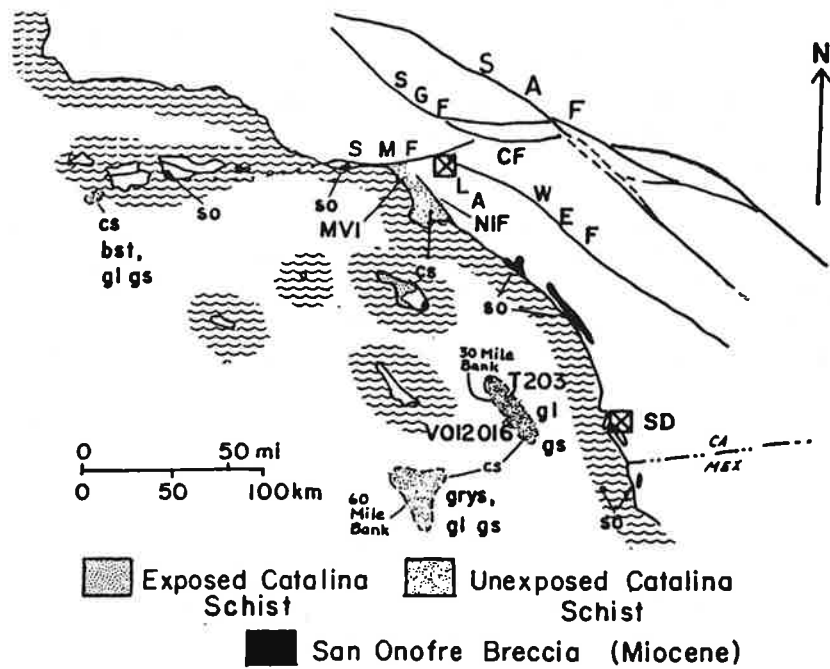 N
S A F
S G F
S M F
CF
L A
W E F
NIF
so
so
MVI
cs
bst,
gl gs
cs
so
30 Mile
Bank
T203
gl
gs
V012016
SD
CA
MEX
0 50 mi
0 50 100km
cs
60
Mile
Bank
grys,
gl gs
so
Exposed Catalina
Schist
Unexposed Catalina
Schist
San Onofre Breccia (Miocene)